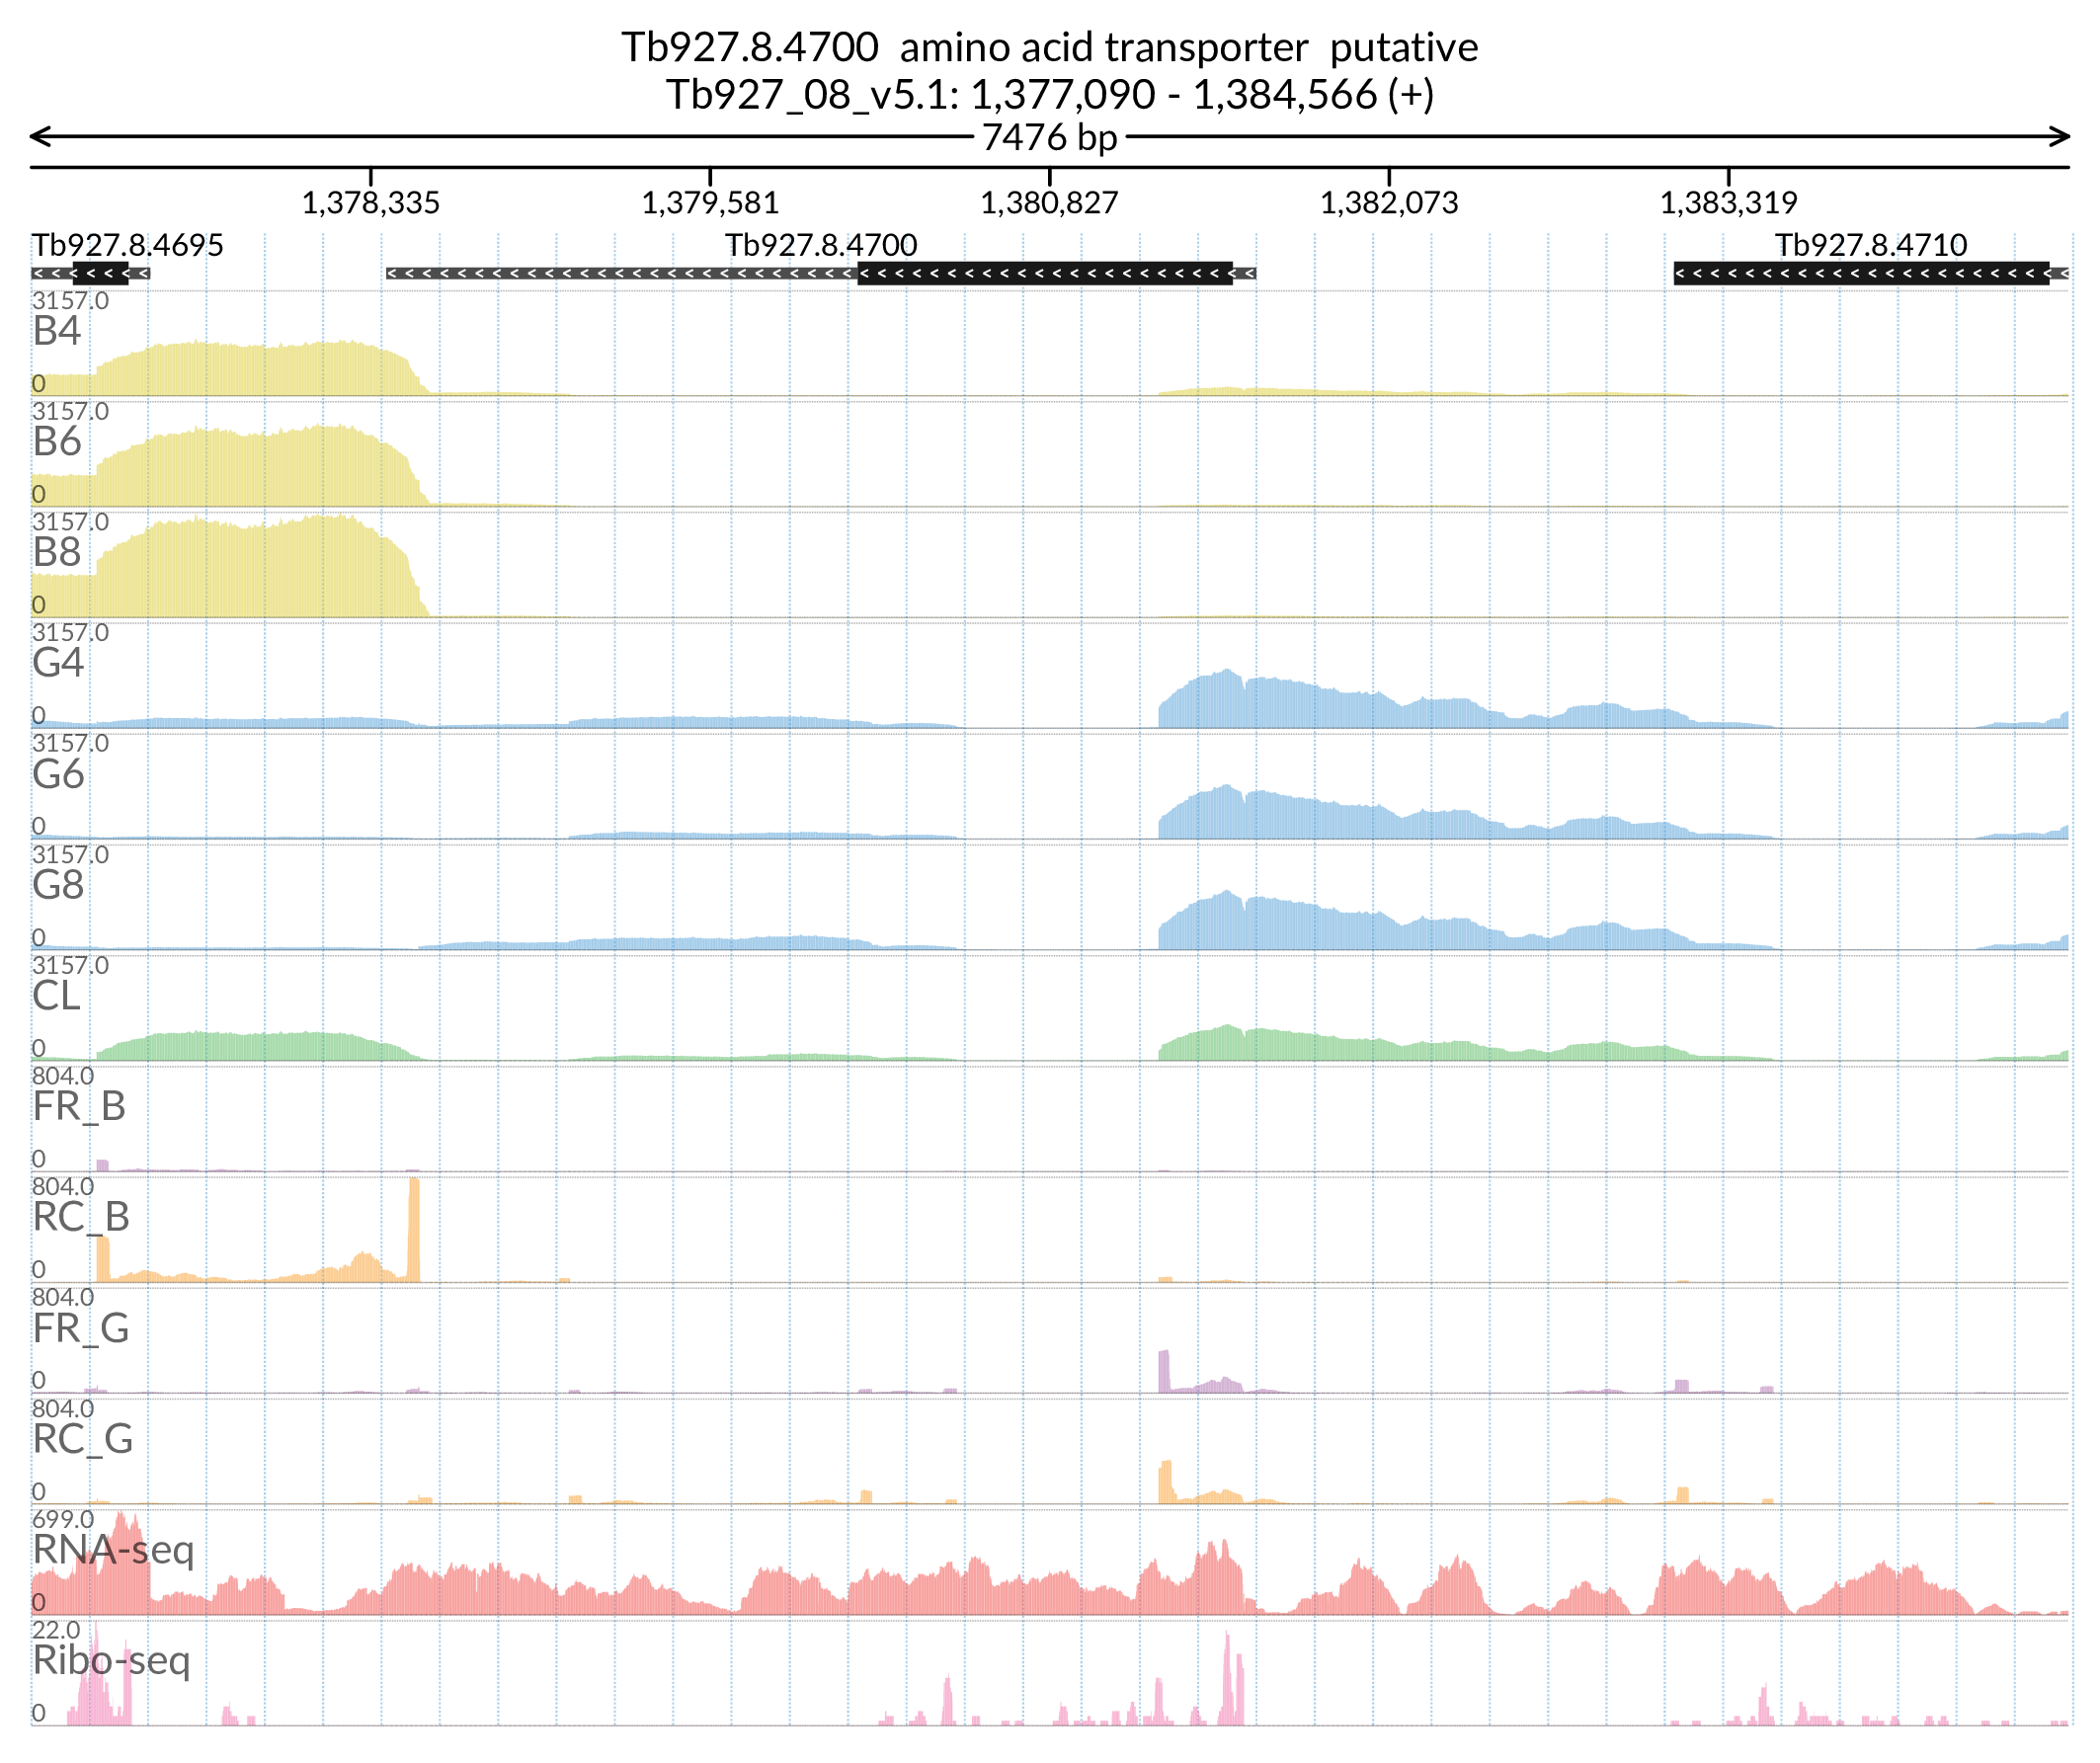 Tb927.8.4700 amino acid transporter putative
Tb927_08_v5.1: 1,377,090 - 1,384,566 (+)
7476 bp
1,378,335 1,379,581 1,380,827 1,382,073 1,383,319
Tb927.8.4695 Tb927.8.4700 Tb927.8.4710
3157.0
B4
0
3157.0
B6
0
3157.0
B8
0
3157.0
G4
0
3157.0
G6
0
3157.0
G8
0
3157.0
CL
0
804.0
FR_B
0
804.0
RC_B
0
804.0
FR_G
0
804.0
RC_G
0
699.0
RNA-seq
0
22.0
Ribo-seq
0